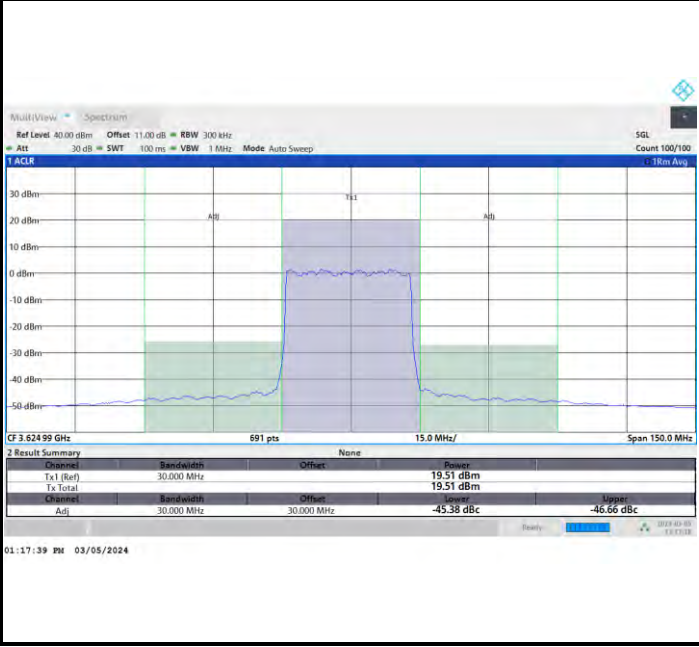 MultiView Spectrum
Ref Level 40.00 dBm Offset 11.00 dB RBW 300 kHz SGL
Att 30 dB SWT 100 ms VBW 1 MHz Mode Auto Sweep Count 100/100
1 ACLR 1Rm Avg
30 dBm
Tx1
20 dBm
Adj Adj
10 dBm
0 dBm
-10 dBm
-20 dBm
-30 dBm
-40 dBm
-50 dBm
CF 3.624 99 GHz 691 pts 15.0 MHz/ Span 150.0 MHz
2 Result Summary None
Channel Bandwidth Offset Power
Tx1 (Ref) 30.000 MHz 19.51 dBm
Tx Total 19.51 dBm
Channel Bandwidth Offset Lower Upper
Adj 30.000 MHz 30.000 MHz -45.38 dBc -46.66 dBc
Ready
01:17:39 PM 03/05/2024